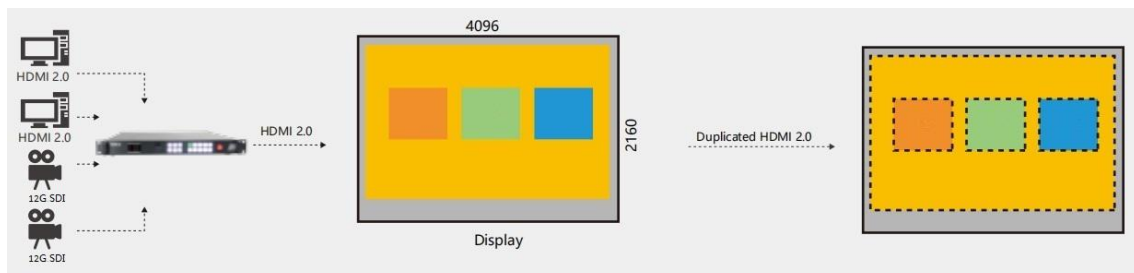 HDMI 2.0
HDMI 2.0
12G SDI
12G SDI
HDMI 2.0
4096
2160
Display
Duplicated HDMI 2.0